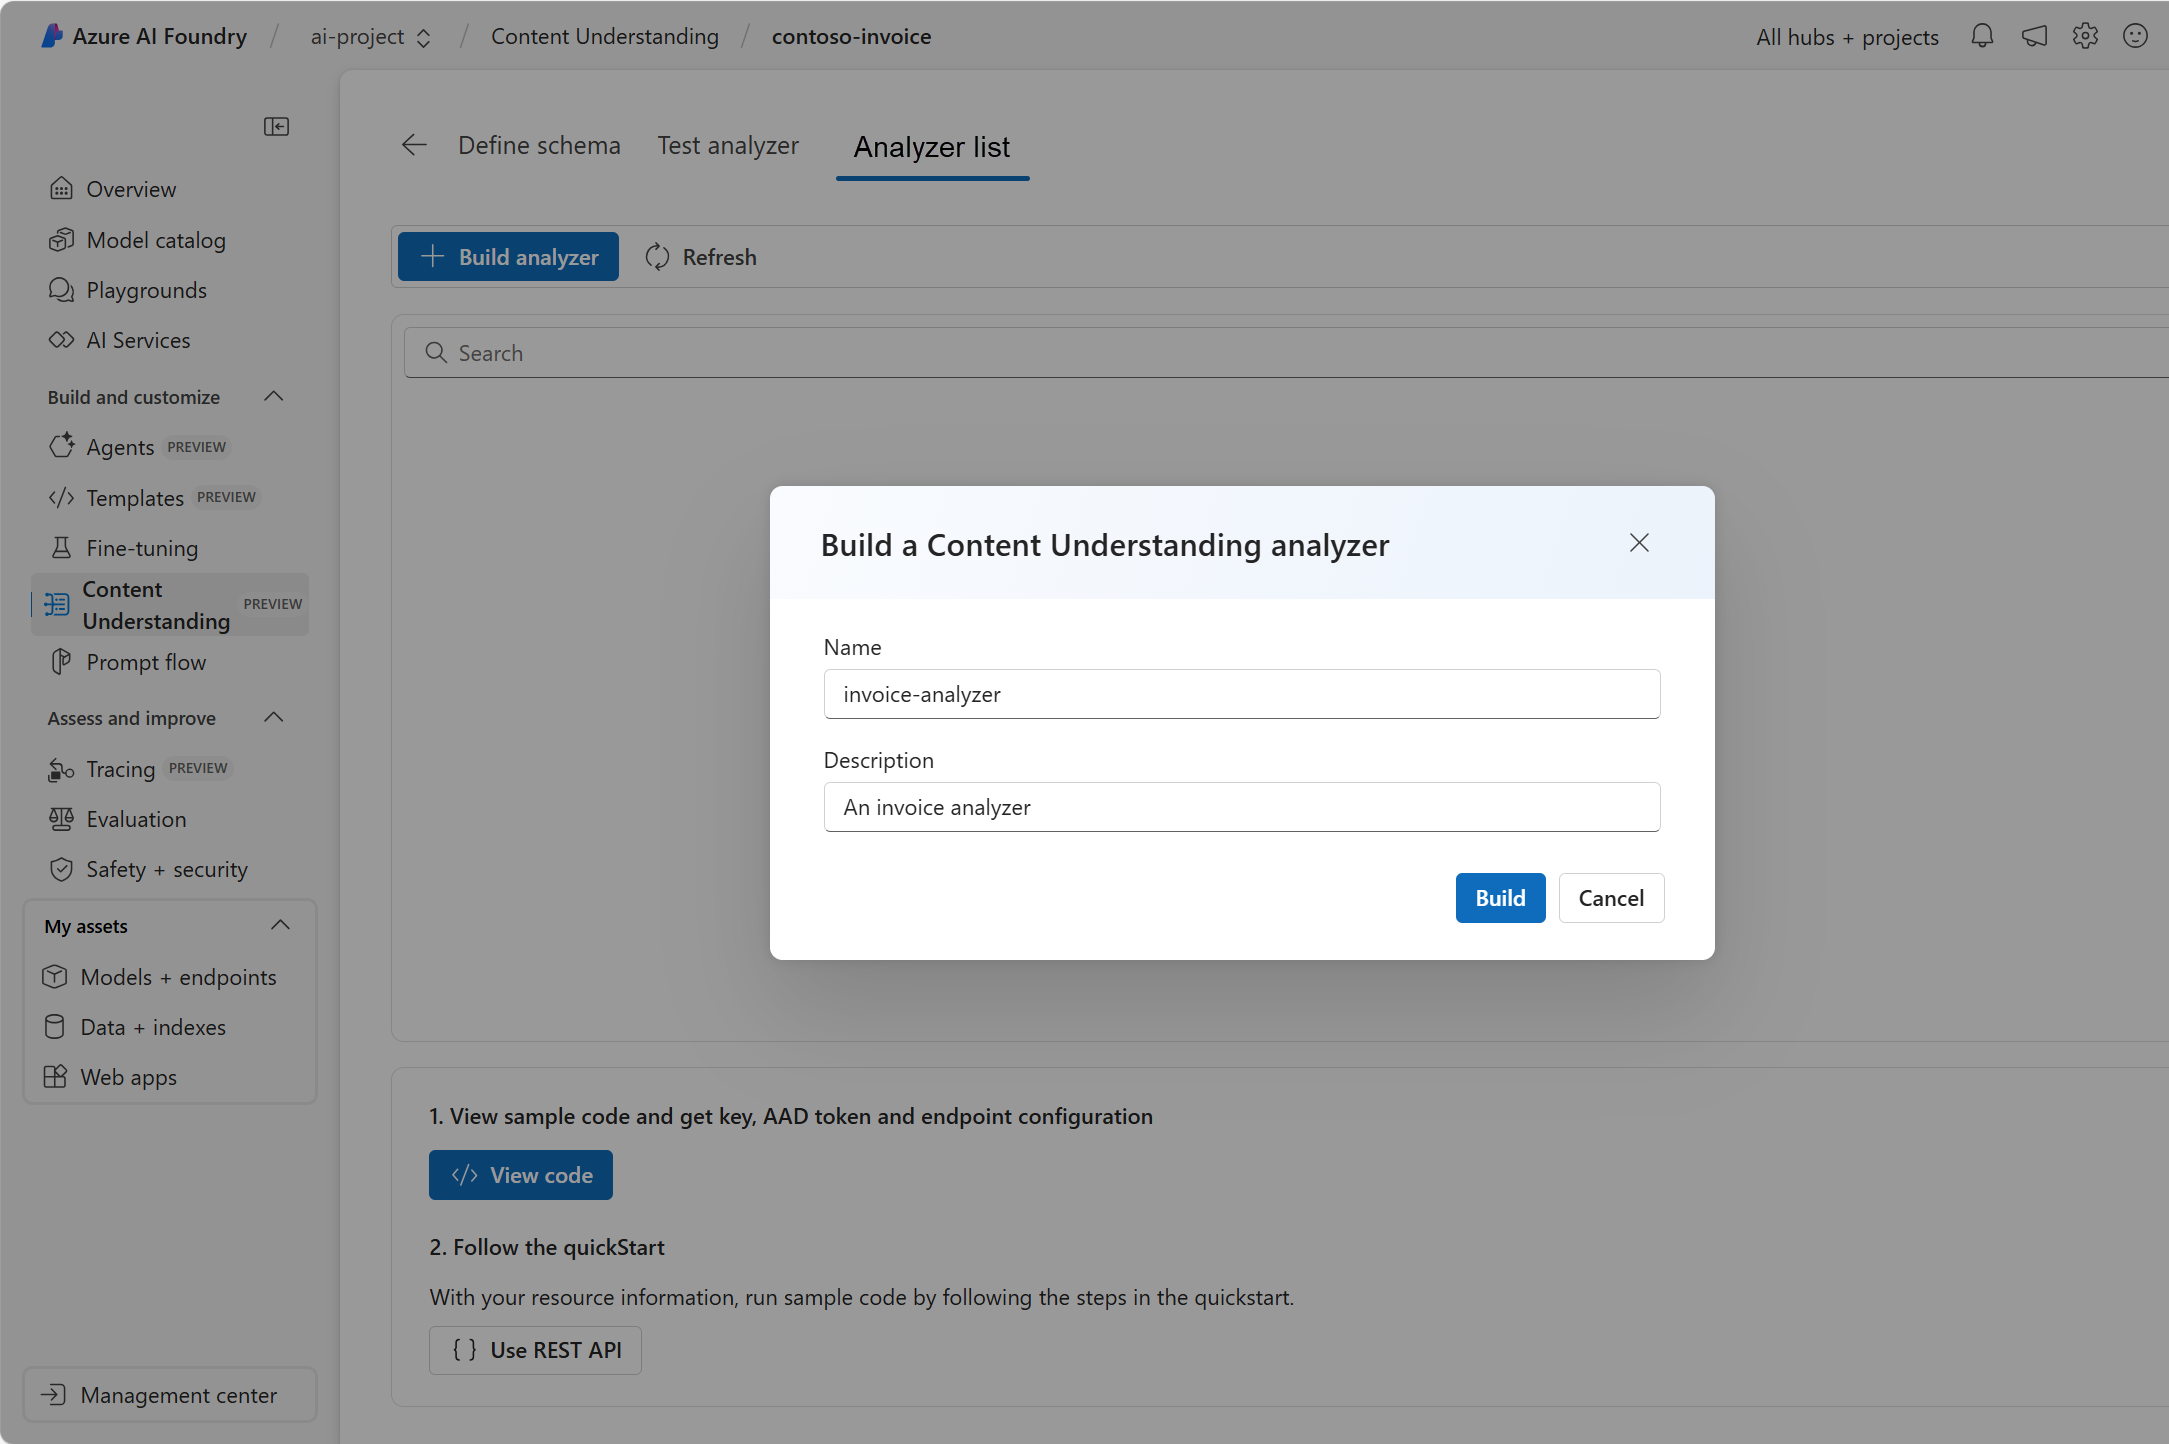 Azure AI Foundry / ai-project / Content Understanding / contoso-invoice
All hubs + projects
Overview
Model catalog
Playgrounds
AI Services
Build and customize
Agents PREVIEW
Templates PREVIEW
Fine-tuning
Content
Understanding PREVIEW
Prompt flow
Assess and improve
Tracing PREVIEW
Evaluation
Safety + security
My assets
Models + endpoints
Data + indexes
Web apps
Management center
Define schema Test analyzer Analyzer list
Build analyzer Refresh
Search
Build a Content Understanding analyzer
Name
invoice-analyzer
Description
An invoice analyzer
Build Cancel
1. View sample code and get key, AAD token and endpoint configuration
</> View code
2. Follow the quickStart
With your resource information, run sample code by following the steps in the quickstart.
{ } Use REST API